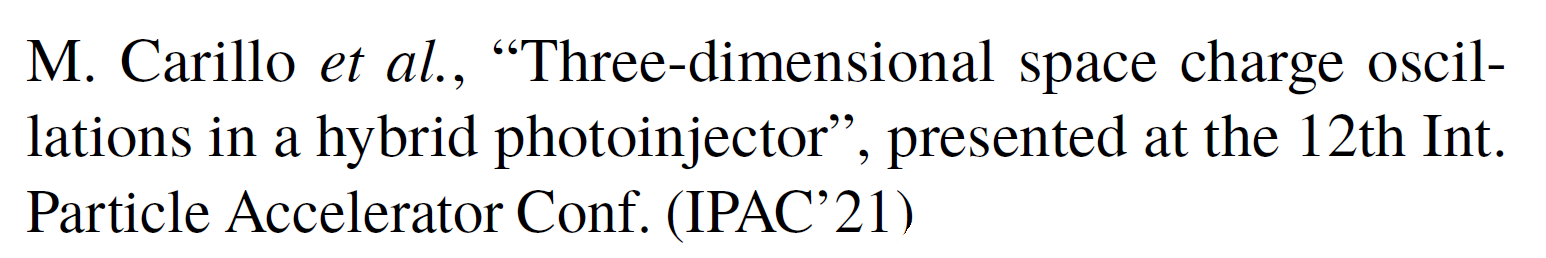 M. Carillo et al., “Three-dimensional space charge oscil-
lations in a hybrid photoinjector”, presented at the 12th Int.
Particle Accelerator Conf. (IPAC’21)